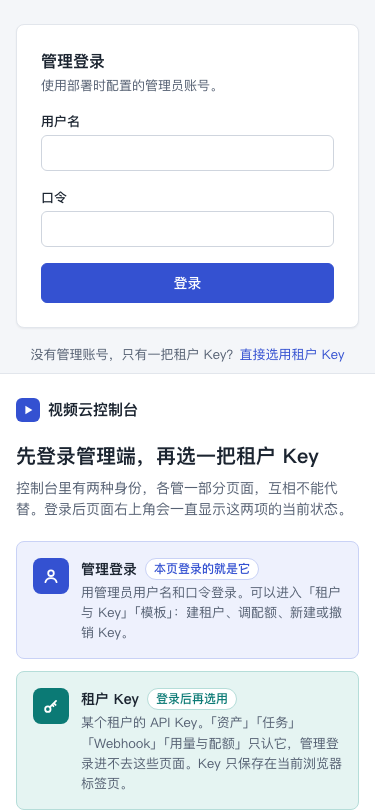 管理登录
使用部署时配置的管理员账号。
用户名
口令
登录
没有管理账号，只有一把租户 Key？直接选用租户 Key
视频云控制台
先登录管理端，再选一把租户 Key
控制台里有两种身份，各管一部分页面，互相不能代
替。登录后页面右上角会一直显示这两项的当前状态。
管理登录 本页登录的就是它
用管理员用户名和口令登录。可以进入「租户
与 Key」「模板」：建租户、调配额、新建或撤
销 Key。
租户 Key 登录后再选用
某个租户的 API Key。「资产」「任务」
「Webhook」「用量与配额」只认它，管理登
录进不去这些页面。Key 只保存在当前浏览器
标签页。